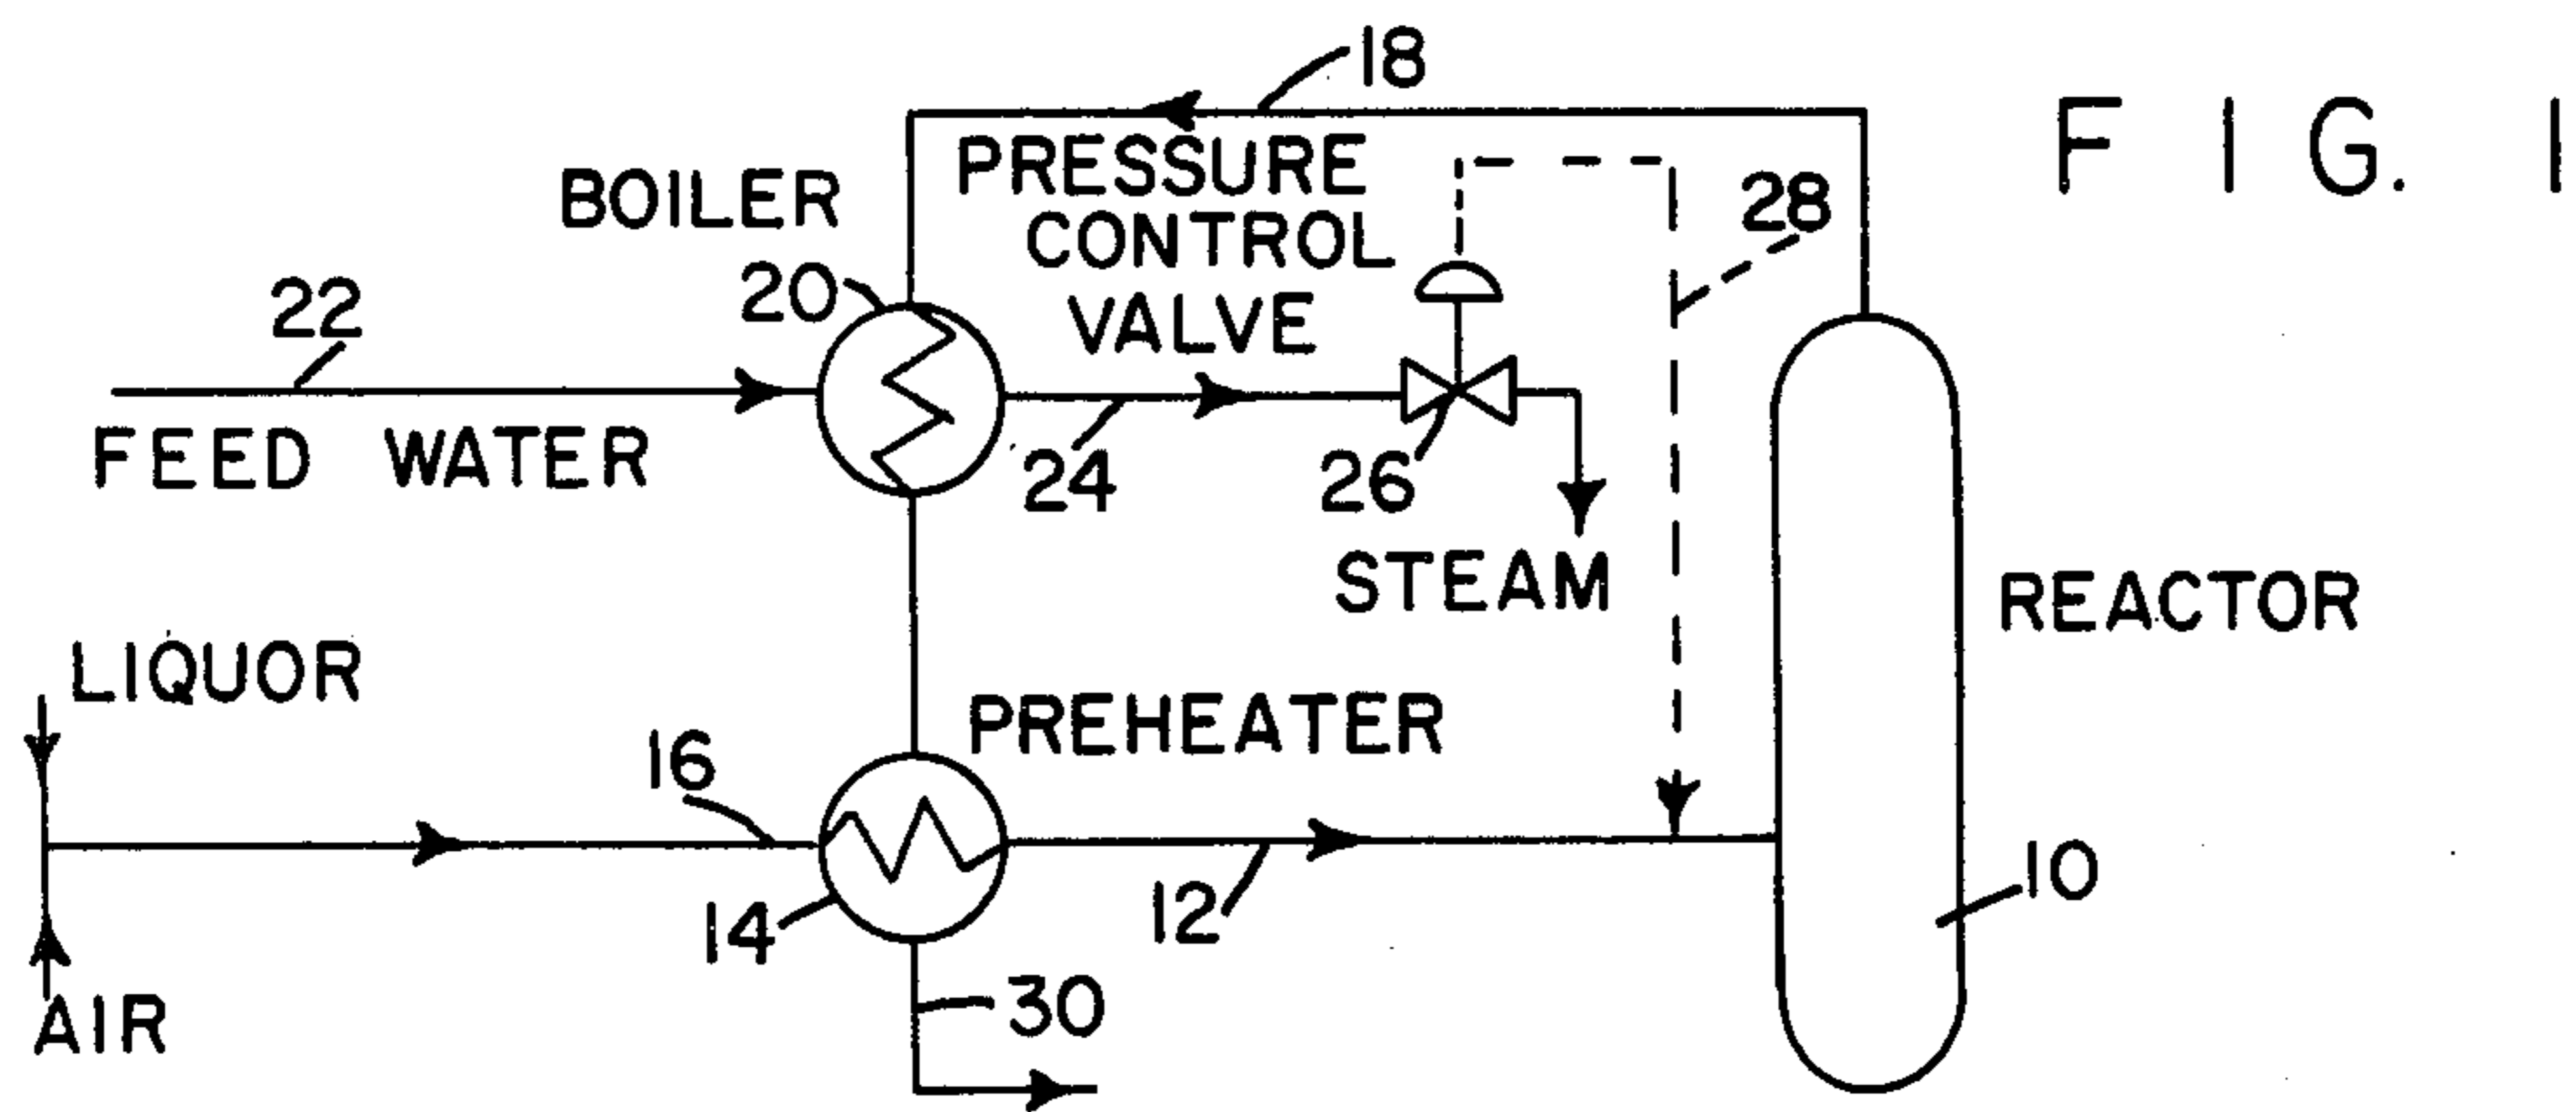 18
FIG. 1
PRESSURE
CONTROL
VALVE
BOILER
28
20
22
FEED WATER
24
26
STEAM
REACTOR
LIQUOR
PREHEATER
16
10
14
12
30
AIR